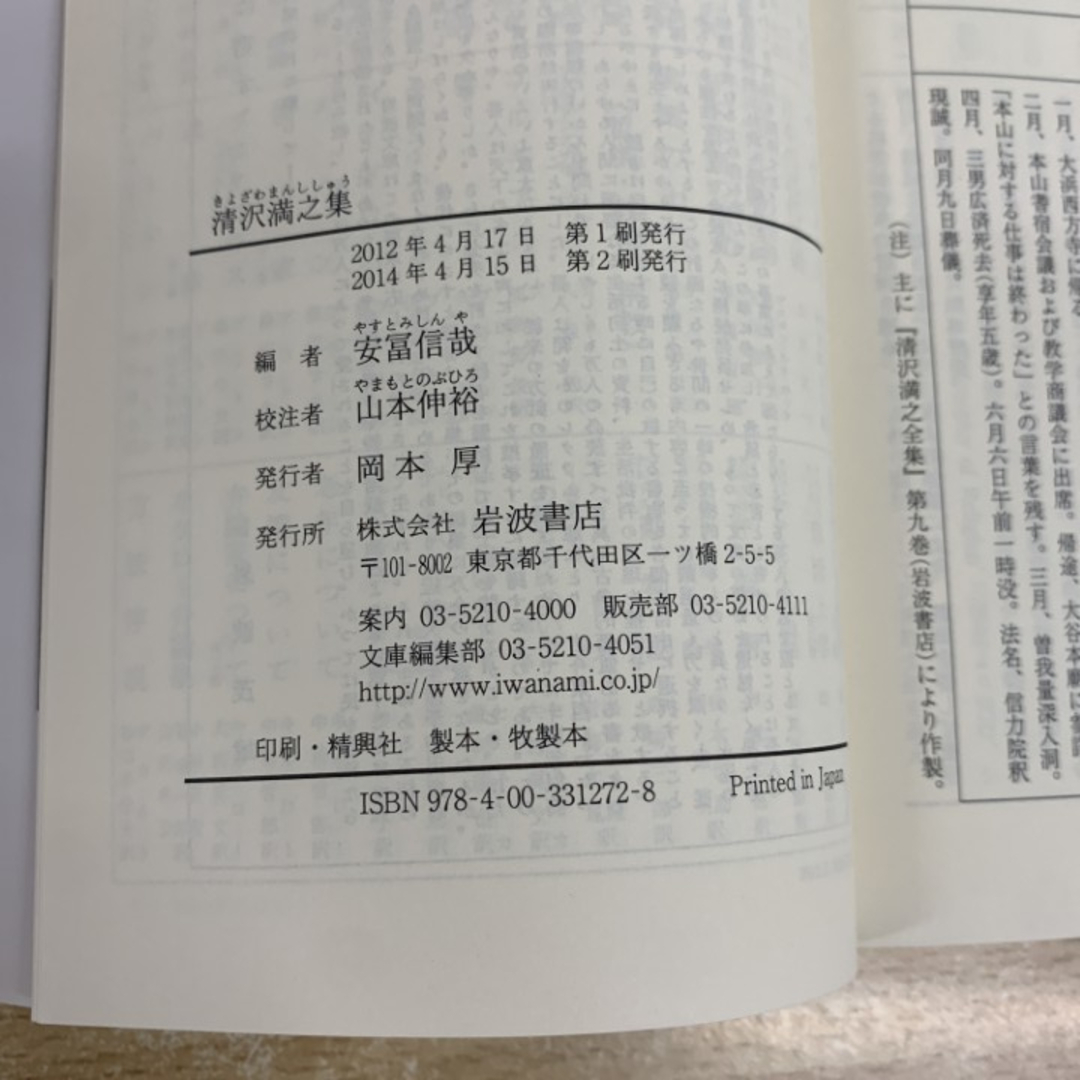 きよざわまんししゅう
清沢満之集
2012年4月17日 第1刷発行
2014年4月15日 第2刷発行
やすとみしんや
編者 安冨信哉
やまもとのぶひろ
校注者 山本伸裕
発行者 岡本厚
発行所 株式会社 岩波書店
〒101-8002 東京都千代田区一ツ橋2-5-5
案内 03-5210-4000 販売部 03-5210-4111
文庫編集部 03-5210-4051
http://www.iwanami.co.jp/
印刷・精興社 製本・牧製本
ISBN 978-4-00-331272-8 Printed in Japan
一月、大浜西方寺に帰る
二月、本山耆宿会議および教学商議会に出席。帰途、大谷本廟に参詣
「本山に対する仕事は終わった」との言葉を残す。三月、曽我量深入洞。
四月、三男広済死去(享年五歳)。六月六日午前一時没。法名、信力院釈
現誠。同月九日葬儀。
(注) 主に『清沢満之全集』第九巻(岩波書店)により作製。